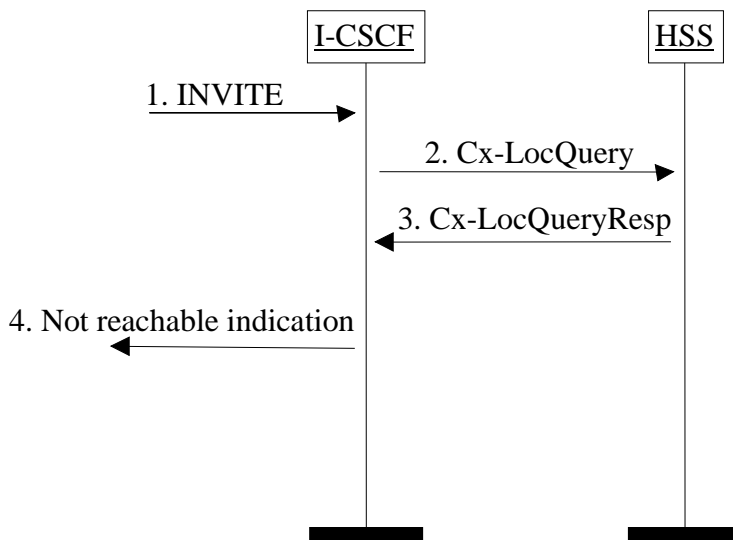 I-CSCF
HSS
1. INVITE
2. Cx-LocQuery
3. Cx-LocQueryResp
4. Not reachable indication